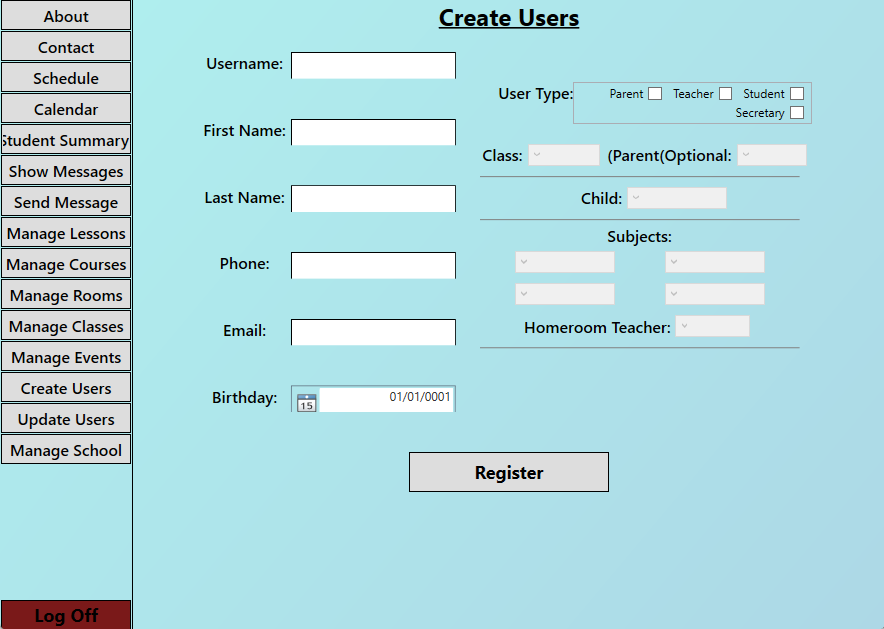 About
Contact
Schedule
Calendar
Student Summary
Show Messages
Send Message
Manage Lessons
Manage Courses
Manage Rooms
Manage Classes
Manage Events
Create Users
Update Users
Manage School
Log Off
Create Users
Username:
First Name:
Last Name:
Phone:
Email:
Birthday: 15 01/01/0001
User Type: Parent Teacher Student
Secretary
Class: (Parent(Optional:
Child:
Subjects:
Homeroom Teacher:
Register